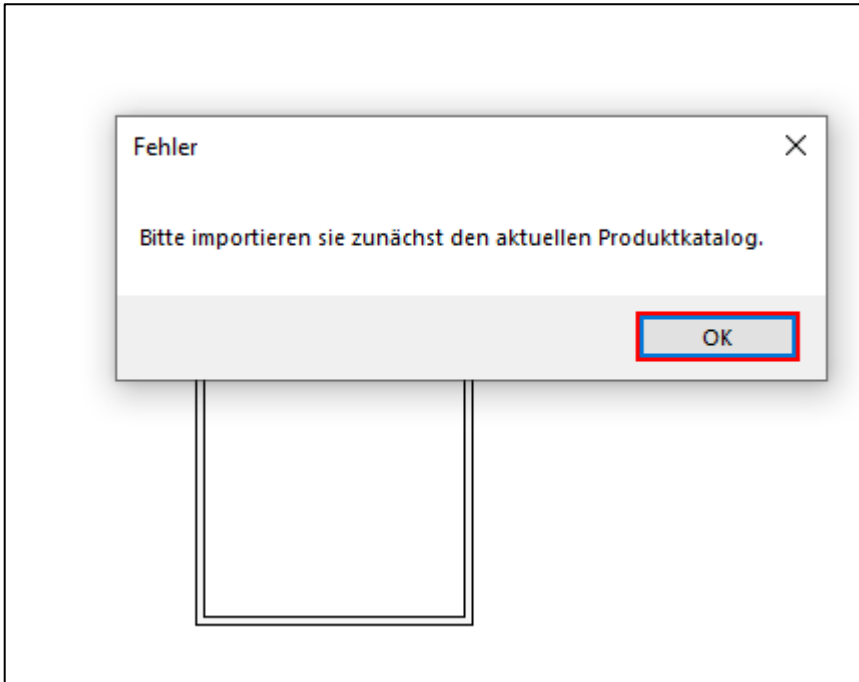 Fehler
Bitte importieren sie zunächst den aktuellen Produktkatalog.
OK